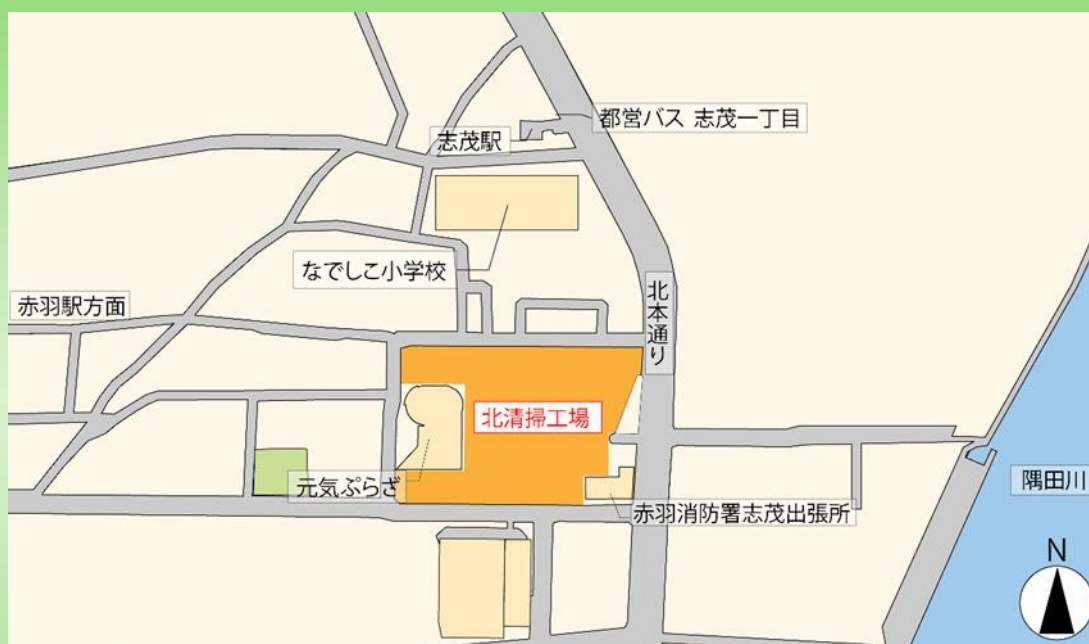 都営バス 志茂一丁目
志茂駅
なでしこ小学校
赤羽駅方面
北本通り
北清掃工場
元気ぷらざ
赤羽消防署志茂出張所
隅田川
N